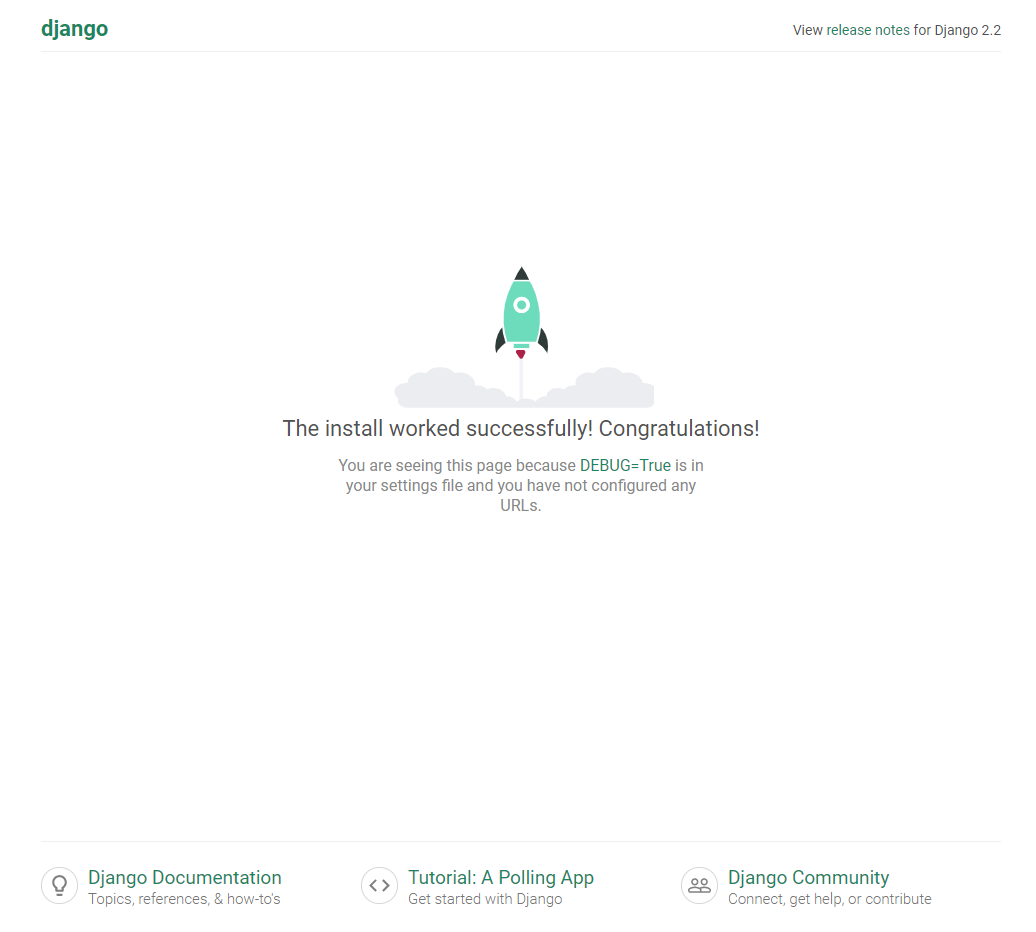 django
View release notes for Django 2.2
The install worked successfully! Congratulations!
You are seeing this page because DEBUG=True is in
your settings file and you have not configured any
URLs.
Django Documentation
Topics, references, & how-to's
Tutorial: A Polling App
Get started with Django
Django Community
Connect, get help, or contribute